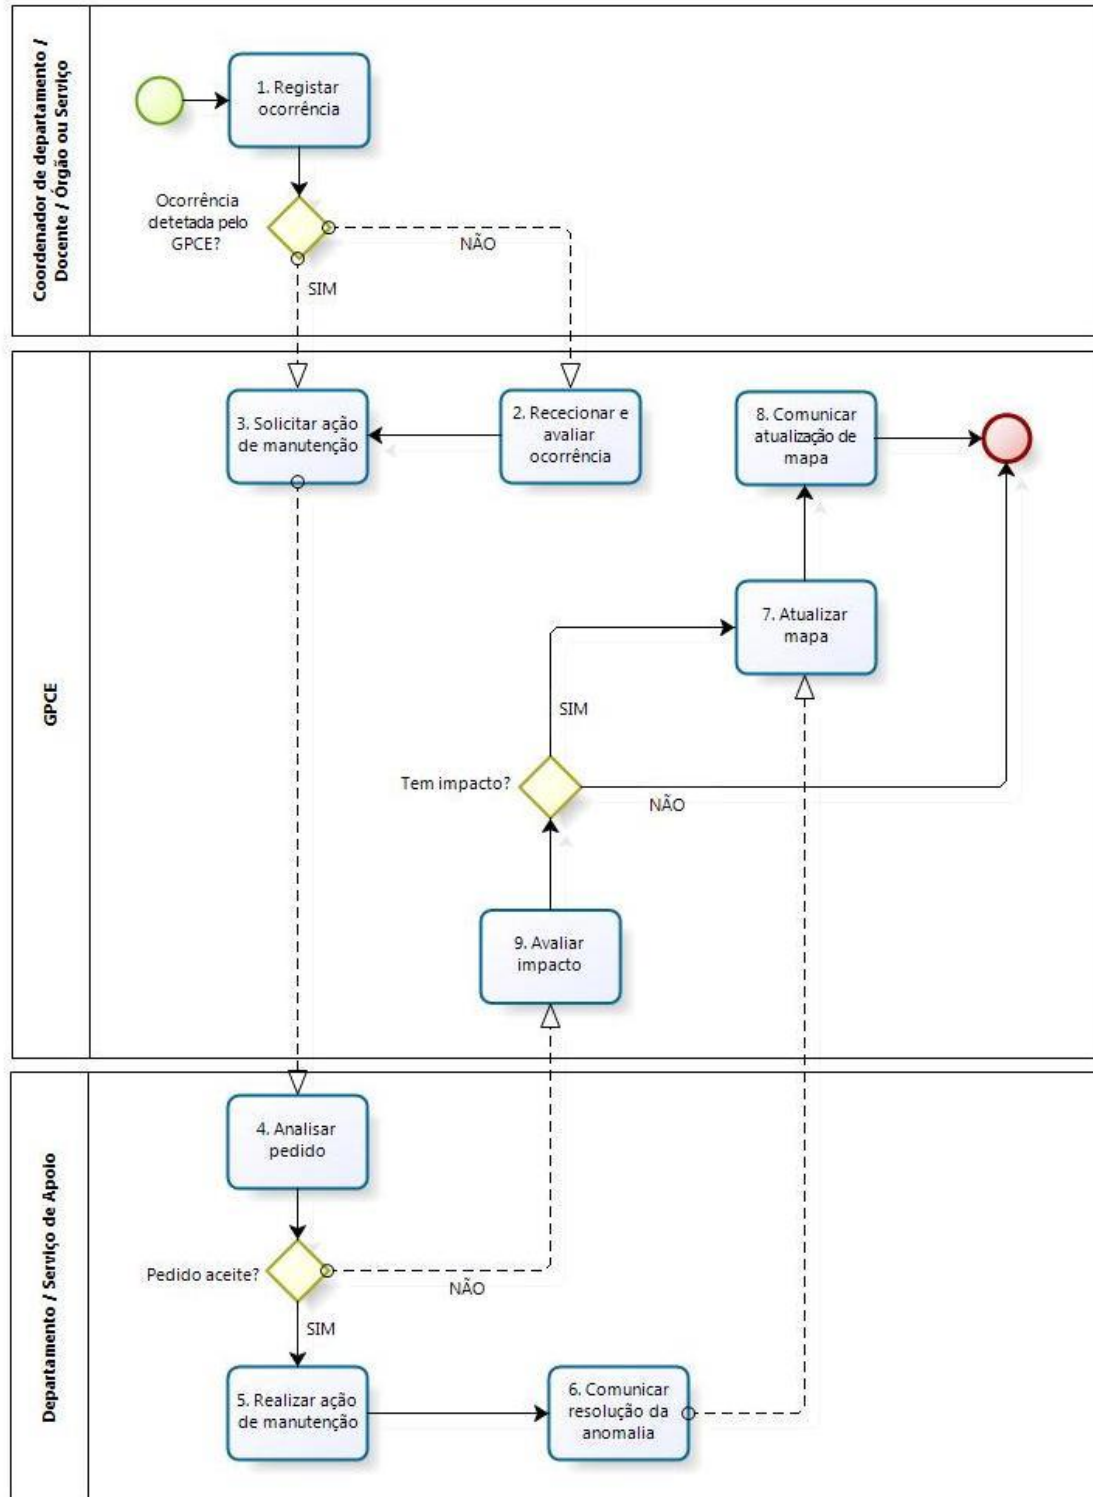 Coordenador de departamento /
Docente / Órgão ou Serviço
1. Registar
ocorrência
Ocorrência
detetada pelo
GPCE?
NÃO
SIM
GPCE
3. Solicitar ação
de manutenção
2. Rececionar e
avaliar
ocorrência
8. Comunicar
atualização de
mapa
7. Atualizar
mapa
SIM
Tem impacto?
NÃO
9. Avaliar
impacto
Departamento / Serviço de Apoio
4. Analisar
pedido
Pedido aceite?
NÃO
SIM
5. Realizar ação
de manutenção
6. Comunicar
resolução da
anomalia